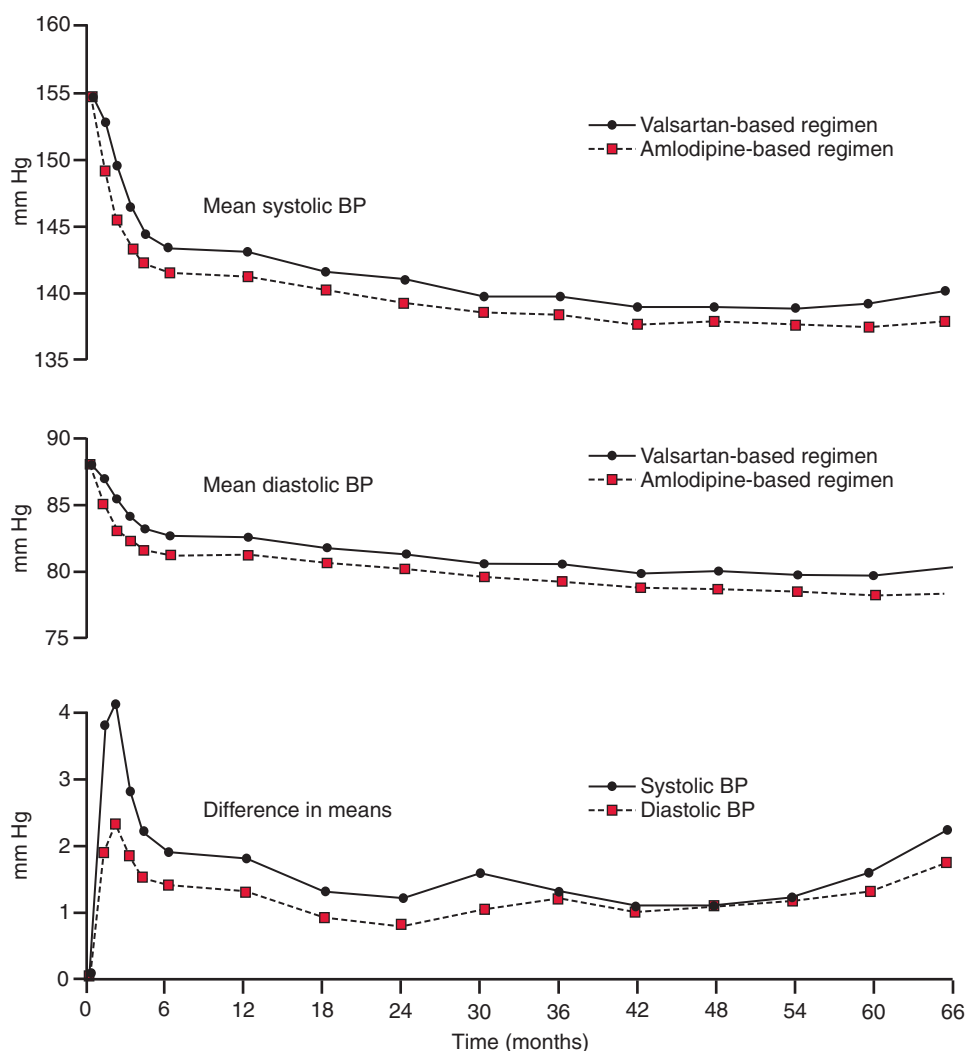 160
155
150
145
140
135
mm Hg
Mean systolic BP
Valsartan-based regimen
Amlodipine-based regimen
90
85
80
75
mm Hg
Mean diastolic BP
Valsartan-based regimen
Amlodipine-based regimen
4
3
2
1
0
mm Hg
Difference in means
Systolic BP
Diastolic BP
0 6 12 18 24 30 36 42 48 54 60 66
Time (months)